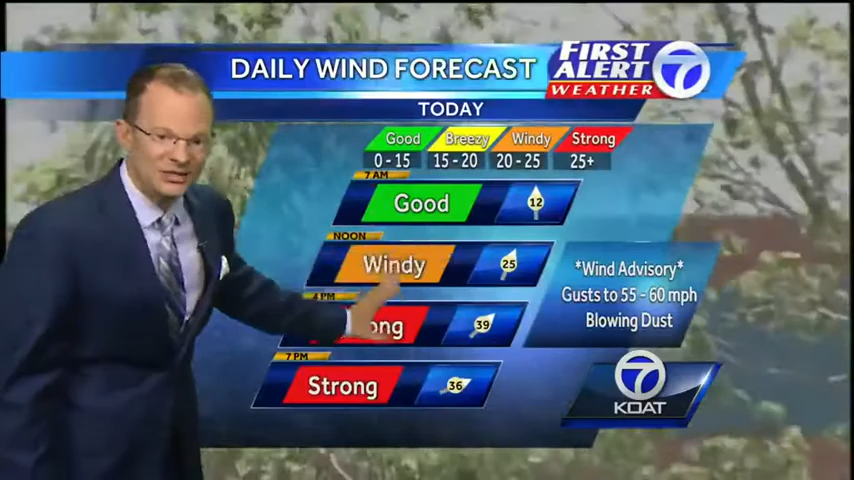 DAILY WIND FORECAST
FIRST
ALERT
WEATHER
7
TODAY
Good Breezy Windy Strong
0 - 15 15 - 20 20 - 25 25+
7 AM
Good 12
NOON
Windy 25
4 PM
ong 39
7 PM
Strong 36
*Wind Advisory*
Gusts to 55 - 60 mph
Blowing Dust
7
KOAT